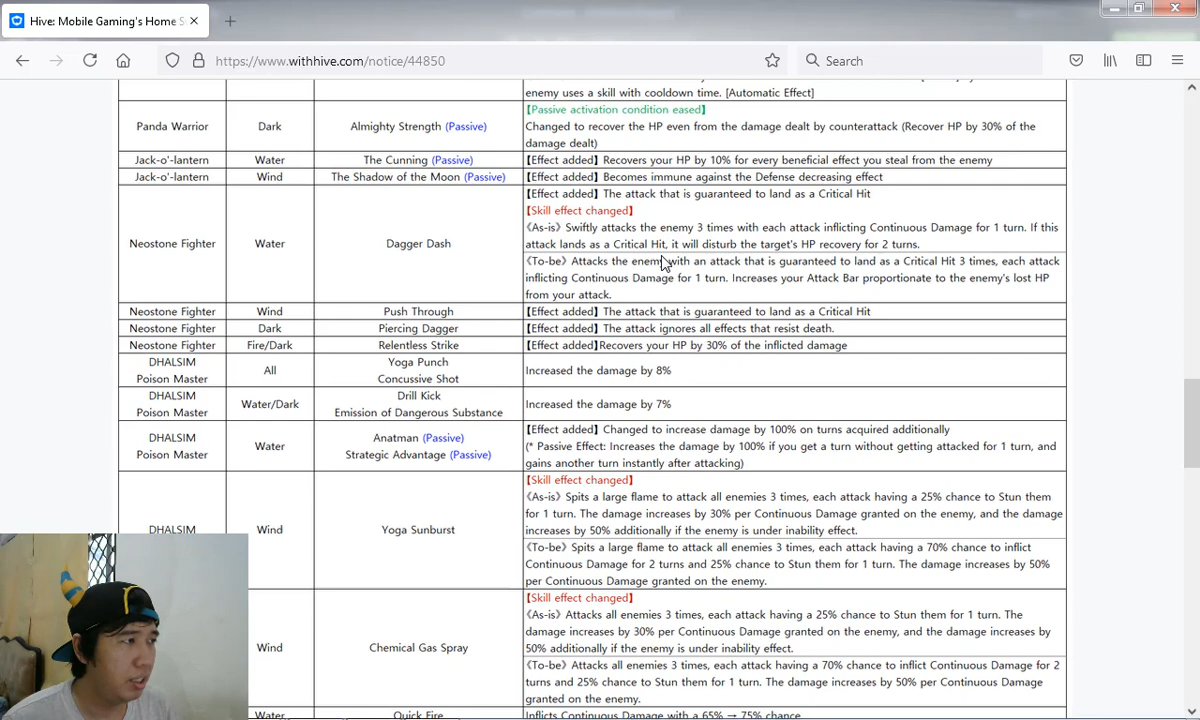 Hive: Mobile Gaming's Home S
https://www.withhive.com/notice/44850
Search
enemy uses a skill with cooldown time. [Automatic Effect]
Panda Warrior
Dark
Almighty Strength (Passive)
【Passive activation condition eased】
Changed to recover the HP even from the damage dealt by counterattack (Recover HP by 30% of the
damage dealt)
Jack-o'-lantern
Water
The Cunning (Passive)
【Effect added】 Recovers your HP by 10% for every beneficial effect you steal from the enemy
Jack-o'-lantern
Wind
The Shadow of the Moon (Passive)
【Effect added】 Becomes immune against the Defense decreasing effect
Neostone Fighter
Water
Dagger Dash
【Effect added】 The attack that is guaranteed to land as a Critical Hit
【Skill effect changed】
《As-is》 Swiftly attacks the enemy 3 times with each attack inflicting Continuous Damage for 1 turn. If this
attack lands as a Critical Hit, it will disturb the target's HP recovery for 2 turns.
《To-be》 Attacks the enemy with an attack that is guaranteed to land as a Critical Hit 3 times, each attack
inflicting Continuous Damage for 1 turn. Increases your Attack Bar proportionate to the enemy's lost HP
from your attack.
Neostone Fighter
Wind
Push Through
【Effect added】 The attack that is guaranteed to land as a Critical Hit
Neostone Fighter
Dark
Piercing Dagger
【Effect added】 The attack ignores all effects that resist death.
Neostone Fighter
Fire/Dark
Relentless Strike
【Effect added】Recovers your HP by 30% of the inflicted damage
DHALSIM
Poison Master
All
Yoga Punch
Concussive Shot
Increased the damage by 8%
DHALSIM
Poison Master
Water/Dark
Drill Kick
Emission of Dangerous Substance
Increased the damage by 7%
DHALSIM
Poison Master
Water
Anatman (Passive)
Strategic Advantage (Passive)
【Effect added】 Changed to increase damage by 100% on turns acquired additionally
(* Passive Effect: Increases the damage by 100% if you get a turn without getting attacked for 1 turn, and
gains another turn instantly after attacking)
DHALSIM
Wind
Yoga Sunburst
【Skill effect changed】
《As-is》 Spits a large flame to attack all enemies 3 times, each attack having a 25% chance to Stun them
for 1 turn. The damage increases by 30% per Continuous Damage granted on the enemy, and the damage
increases by 50% additionally if the enemy is under inability effect.
《To-be》 Spits a large flame to attack all enemies 3 times, each attack having a 70% chance to inflict
Continuous Damage for 2 turns and 25% chance to Stun them for 1 turn. The damage increases by 50%
per Continuous Damage granted on the enemy.
Wind
Chemical Gas Spray
【Skill effect changed】
《As-is》 Attacks all enemies 3 times, each attack having a 25% chance to Stun them for 1 turn. The
damage increases by 30% per Continuous Damage granted on the enemy, and the damage increases by
50% additionally if the enemy is under inability effect.
《To-be》 Attacks all enemies 3 times, each attack having a 70% chance to inflict Continuous Damage for 2
turns and 25% chance to Stun them for 1 turn. The damage increases by 50% per Continuous Damage
granted on the enemy.
Water
Quick Fire
Inflicts Continuous Damage with a 65% → 75% chance